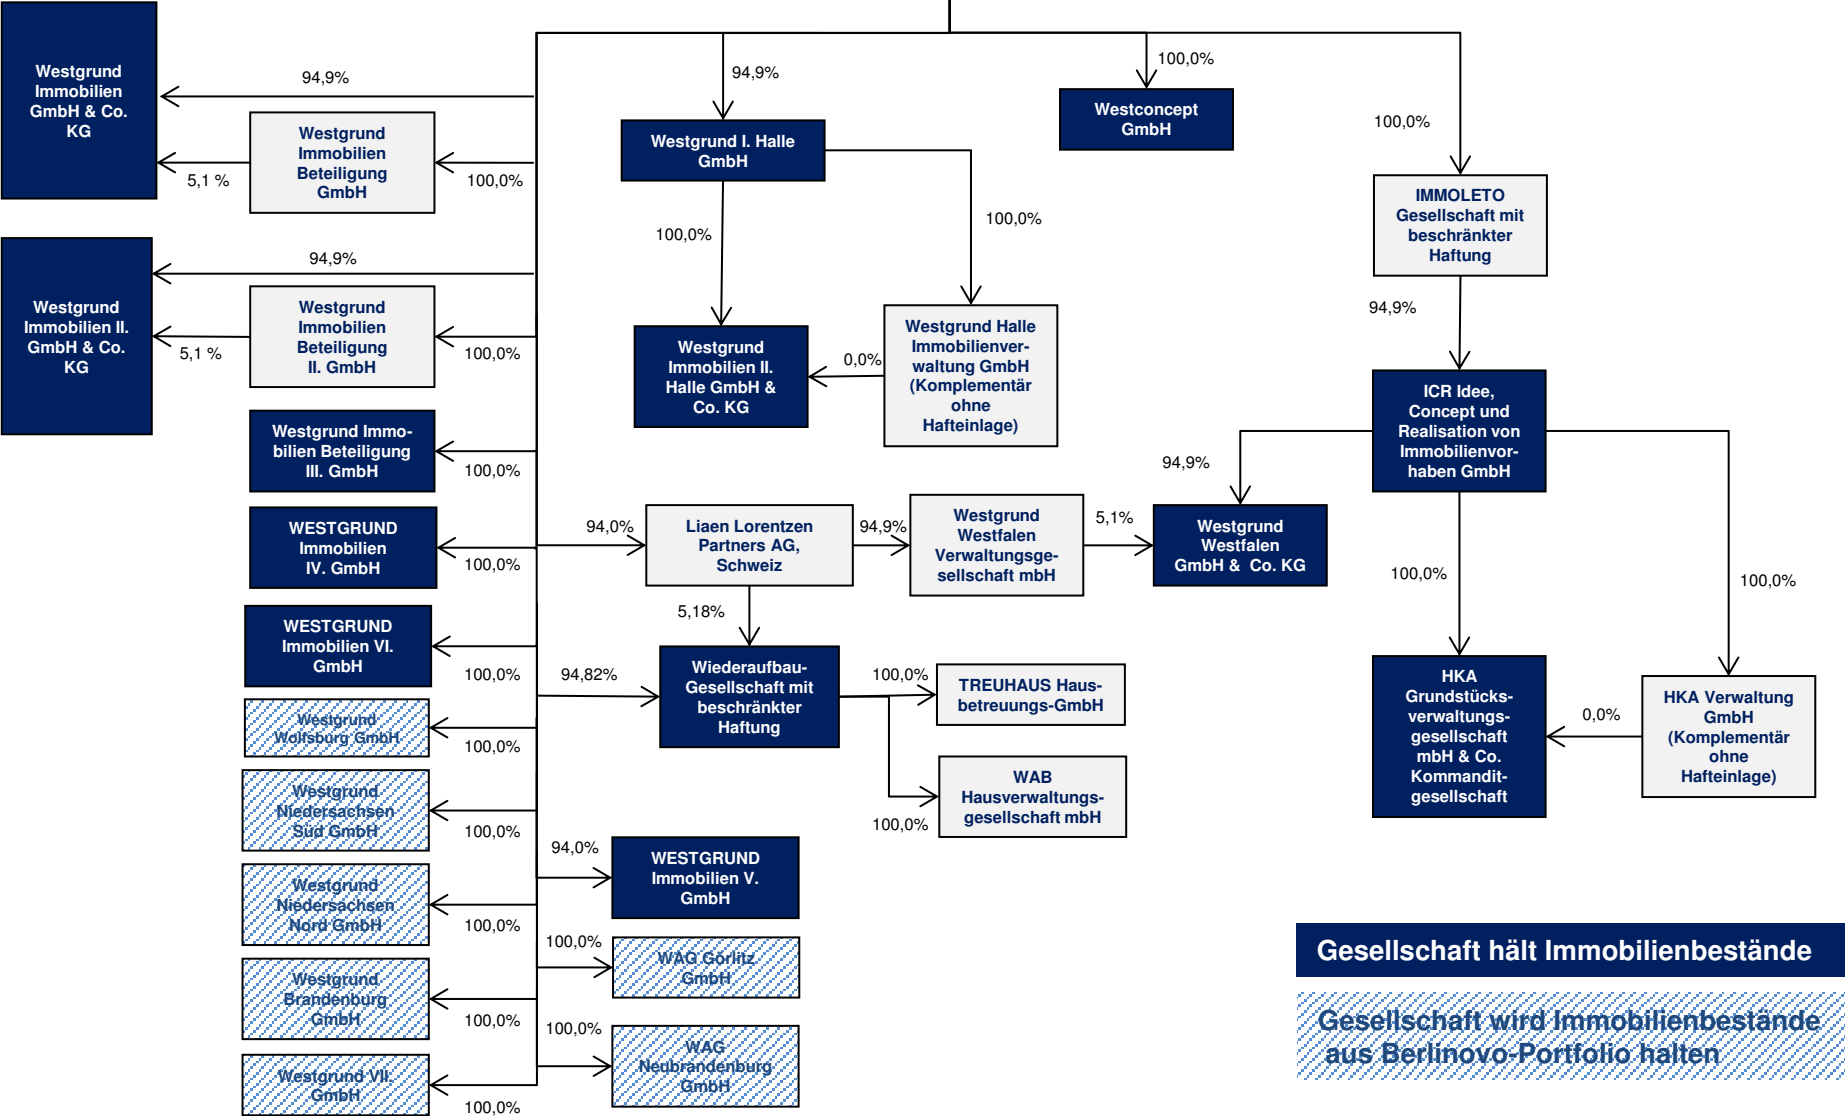 Westgrund
Immobilien
GmbH & Co.
KG
94,9%
5,1 %
Westgrund
Immobilien
Beteiligung
GmbH
100,0%
Westgrund
Immobilien II.
GmbH & Co.
KG
94,9%
5,1 %
Westgrund
Immobilien
Beteiligung
II. GmbH
100,0%
Westgrund Immo-
bilien Beteiligung
III. GmbH
100,0%
WESTGRUND
Immobilien
IV. GmbH
100,0%
WESTGRUND
Immobilien VI.
GmbH
100,0%
Westgrund
Wolfsburg GmbH
100,0%
Westgrund
Niedersachsen
Süd GmbH
100,0%
Westgrund
Niedersachsen
Nord GmbH
100,0%
Westgrund
Brandenburg
GmbH
100,0%
Westgrund VII.
GmbH
100,0%
94,9%
Westgrund I. Halle
GmbH
100,0%
100,0%
Westgrund
Immobilien II.
Halle GmbH &
Co. KG
0,0%
Westgrund Halle
Immobilienver-
waltung GmbH
(Komplementär
ohne
Hafteinlage)
100,0%
Westconcept
GmbH
100,0%
IMMOLETO
Gesellschaft mit
beschränkter
Haftung
94,9%
ICR Idee,
Concept und
Realisation von
Immobilienvor-
haben GmbH
94,9%
94,0%
Liaen Lorentzen
Partners AG,
Schweiz
94,9%
Westgrund
Westfalen
Verwaltungsge-
sellschaft mbH
5,1%
Westgrund
Westfalen
GmbH & Co. KG
100,0%
100,0%
5,18%
94,82%
Wiederaufbau-
Gesellschaft mit
beschränkter
Haftung
100,0%
TREUHAUS Haus-
betreuungs-GmbH
100,0%
WAB
Hausverwaltungs-
gesellschaft mbH
HKA
Grundstücks-
verwaltungs-
gesellschaft
mbH & Co.
Kommandit-
gesellschaft
0,0%
HKA Verwaltung
GmbH
(Komplementär
ohne
Hafteinlage)
94,0%
WESTGRUND
Immobilien V.
GmbH
100,0%
WAG Görlitz
GmbH
100,0%
WAG
Neubrandenburg
GmbH
Gesellschaft hält Immobilienbestände
Gesellschaft wird Immobilienbestände
aus Berlinovo-Portfolio halten